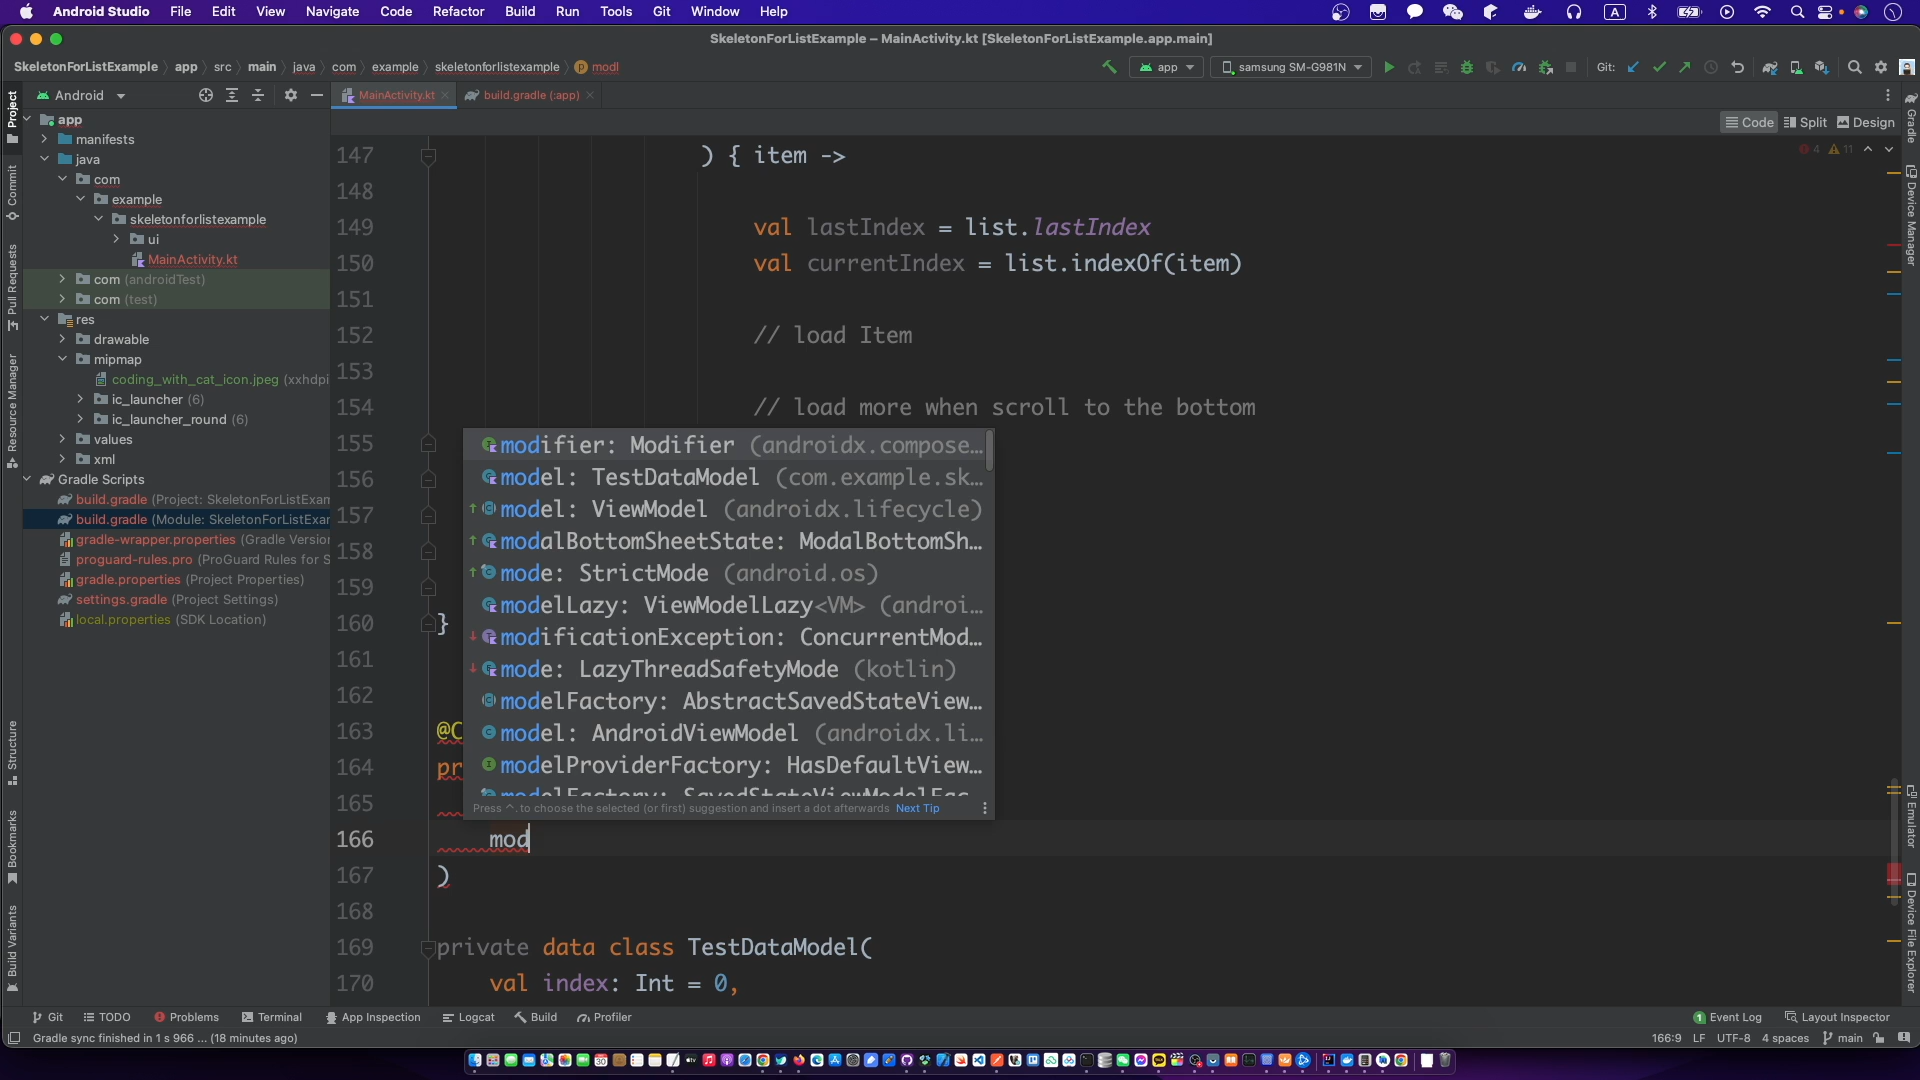 Android Studio File Edit View Navigate Code Refactor Build Run Tools Git Window Help
SkeletonForListExample – MainActivity.kt [SkeletonForListExample.app.main]
SkeletonForListExample app src main java com example skeletonforlistexample modl
app samsung SM-G981N Git:
Android
MainActivity.kt build.gradle (:app)
Code Split Design
4 11
app
manifests
java
com
example
skeletonforlistexample
ui
MainActivity.kt
com (androidTest)
com (test)
res
drawable
mipmap
coding_with_cat_icon.jpeg (xxhdpi
ic_launcher (6)
ic_launcher_round (6)
values
xml
Gradle Scripts
build.gradle (Project: SkeletonForListExam
build.gradle (Module: SkeletonForListExar
gradle-wrapper.properties (Gradle Version
proguard-rules.pro (ProGuard Rules for S
gradle.properties (Project Properties)
settings.gradle (Project Settings)
local.properties (SDK Location)
Project
Commit
Pull Requests
Resource Manager
Structure
Bookmarks
Build Variants
147 ) { item ->
148
149 val lastIndex = list.lastIndex
150 val currentIndex = list.indexOf(item)
151
152 // load Item
153
154 // load more when scroll to the bottom
155
156
157
158
159
160 }
161
162
163 @C
164 pr
165
166 mod
167 )
168
169 private data class TestDataModel(
170 val index: Int = 0,
modifier: Modifier (androidx.compose…
model: TestDataModel (com.example.sk…
model: ViewModel (androidx.lifecycle)
modalBottomSheetState: ModalBottomSh…
mode: StrictMode (android.os)
modelLazy: ViewModelLazy<VM> (androi…
modificationException: ConcurrentMod…
mode: LazyThreadSafetyMode (kotlin)
modelFactory: AbstractSavedStateView…
model: AndroidViewModel (androidx.li…
modelProviderFactory: HasDefaultView…
modelFactory: SavedStateViewModelFac…
Press ^. to choose the selected (or first) suggestion and insert a dot afterwards Next Tip
Gradle
Device Manager
Emulator
Device File Explorer
Git TODO Problems Terminal App Inspection Logcat Build Profiler
1 Event Log Layout Inspector
Gradle sync finished in 1 s 966 ... (18 minutes ago)
166:9 LF UTF-8 4 spaces main